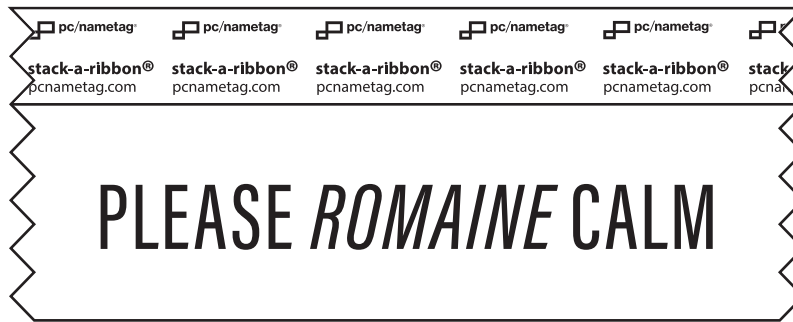 pc/nametag® pc/nametag® pc/nametag® pc/nametag® pc/nametag®
stack-a-ribbon® stack-a-ribbon® stack-a-ribbon® stack-a-ribbon® stack-a-ribbon® stack
pcnametag.com pcnametag.com pcnametag.com pcnametag.com pcnametag.com
PLEASE ROMAINE CALM